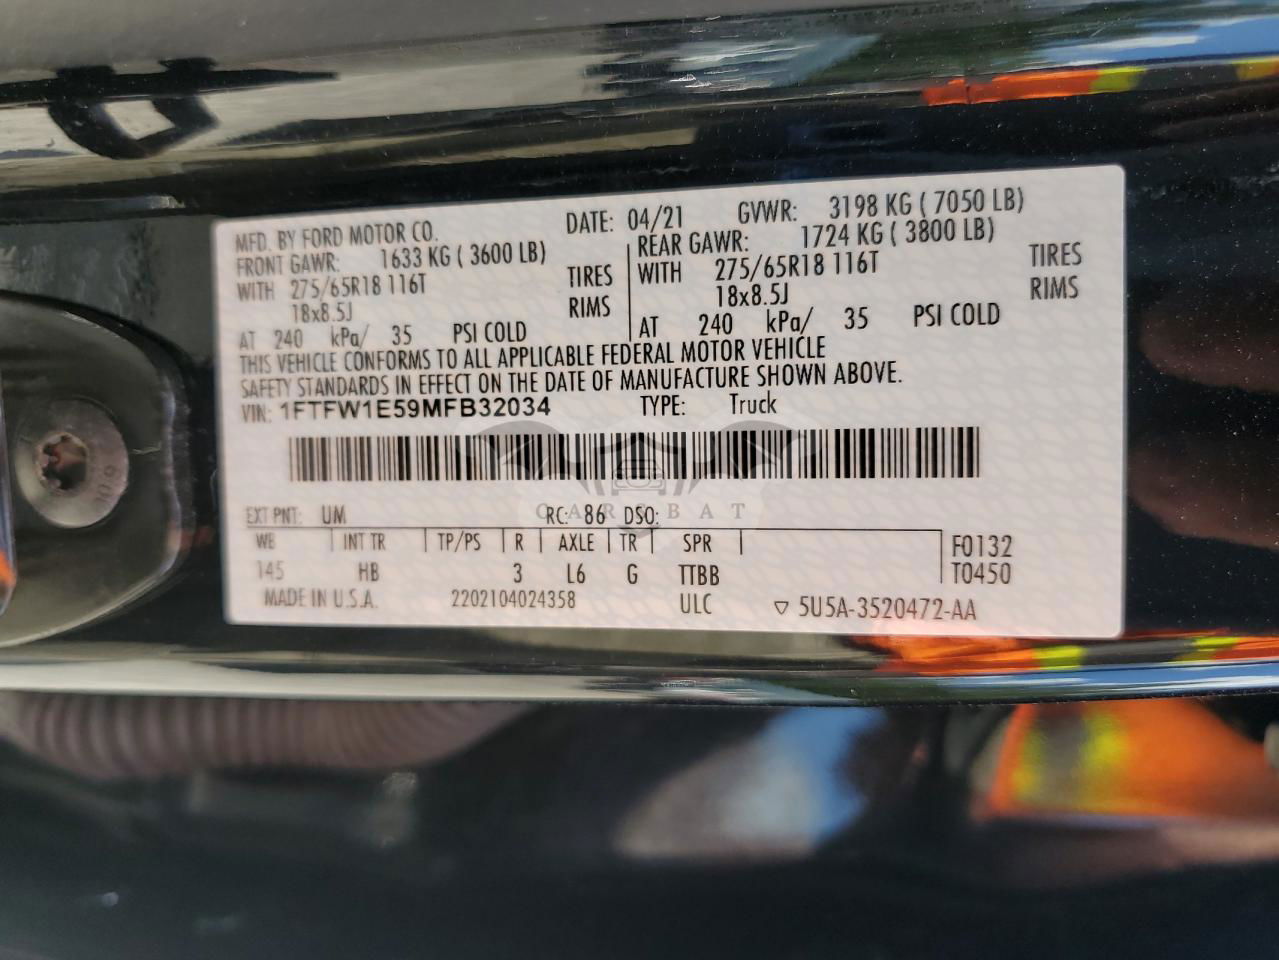 MFD. BY FORD MOTOR CO. DATE: 04/21 GVWR: 3198 KG ( 7050 LB)
FRONT GAWR: 1633 KG ( 3600 LB) REAR GAWR: 1724 KG ( 3800 LB)
WITH 275/65R18 116T TIRES WITH 275/65R18 116T TIRES
18x8.5J RIMS 18x8.5J RIMS
AT 240 kPa/ 35 PSI COLD AT 240 kPa/ 35 PSI COLD
THIS VEHICLE CONFORMS TO ALL APPLICABLE FEDERAL MOTOR VEHICLE
SAFETY STANDARDS IN EFFECT ON THE DATE OF MANUFACTURE SHOWN ABOVE.
VIN: 1FTFW1E59MFB32034 TYPE: Truck
CAR BAT
EXT PNT: UM RC: 86 DSO:
WB INT TR TP/PS R AXLE TR SPR F0132
145 HB 3 L6 G TTBB T0450
MADE IN U.S.A. 2202104024358 ULC ▽ 5U5A-3520472-AA